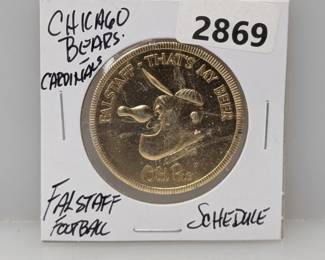 CHICAGO
BEARS.
CARDINALS
2869
FALSTAFF - THAT'S MY BEER
FALSTAFF
FOOTBALL
SCHEDULE